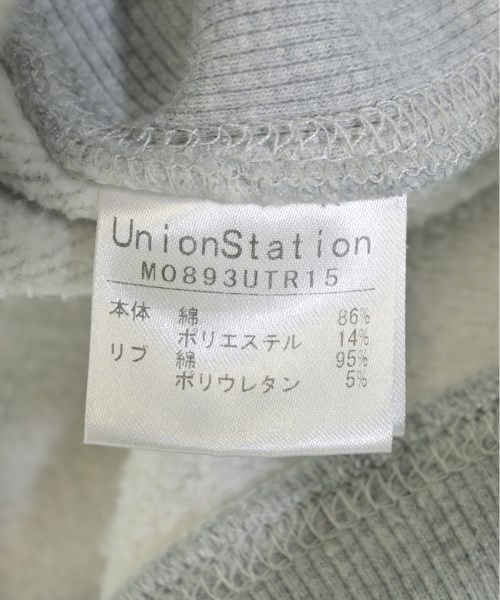 UnionStation
M0893UTR15
本体 綿 86%
ポリエステル 14%
リブ 綿 95%
ポリウレタン 5%